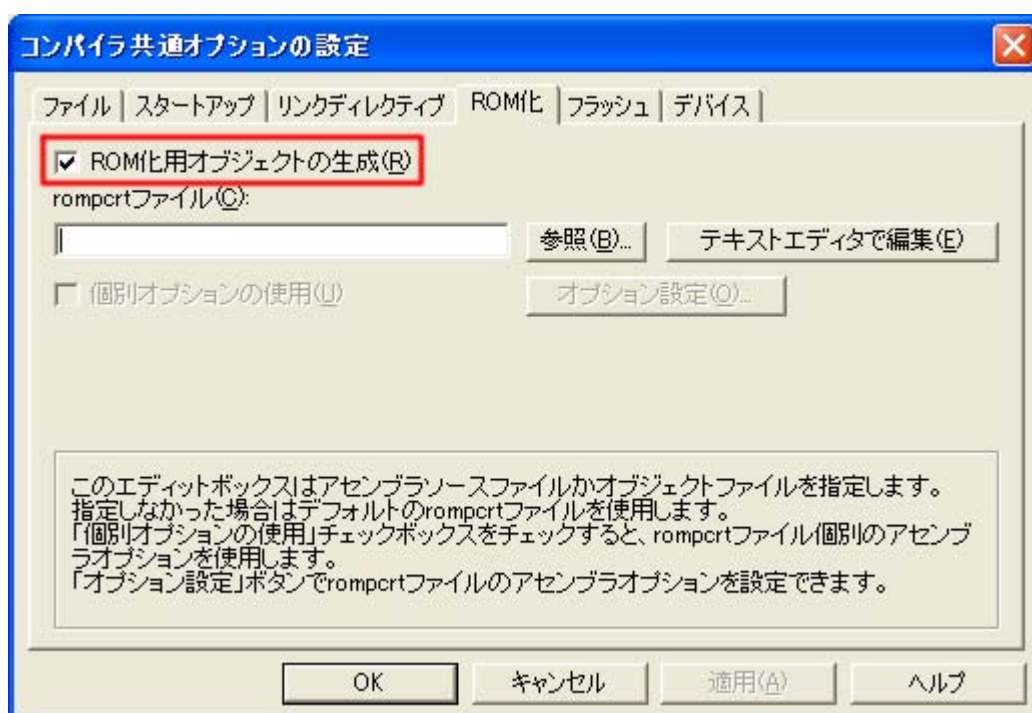 コンパイラ共通オプションの設定
ファイル スタートアップ リンクディレクティブ ROM化 フラッシュ デバイス
ROM化用オブジェクトの生成(R)
rompcrtファイル(C):
参照(B)... テキストエディタで編集(E)
個別オプションの使用(U) オプション設定(O)...
このエディットボックスはアセンブラソースファイルかオブジェクトファイルを指定します。
指定しなかった場合はデフォルトのrompcrtファイルを使用します。
「個別オプションの使用」チェックボックスをチェックすると、rompcrtファイル個別のアセンブ
ラオプションを使用します。
「オプション設定」ボタンでrompcrtファイルのアセンブラオプションを設定できます。
OK キャンセル 適用(A) ヘルプ